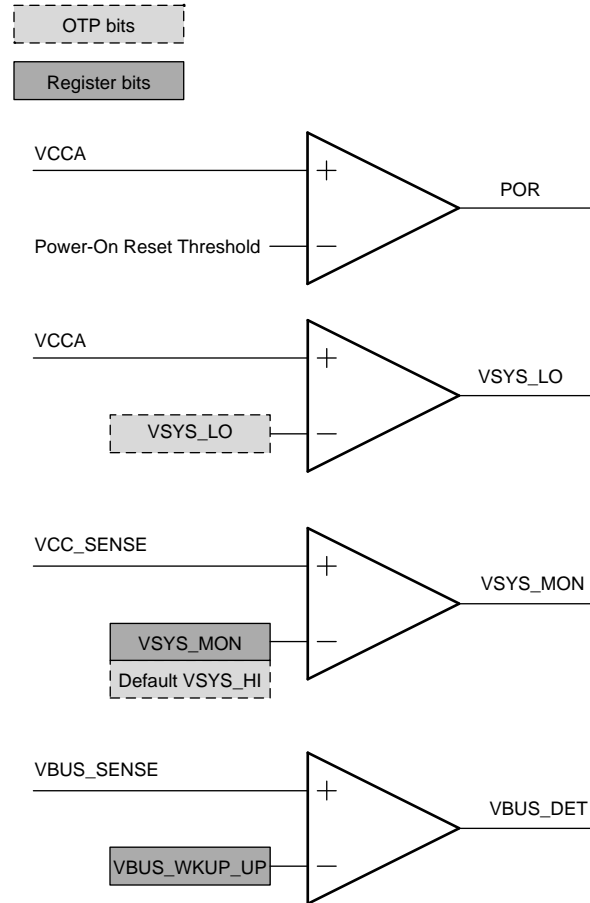 OTP bits
Register bits
VCCA
+
POR
Power-On Reset Threshold
−
VCCA
+
VSYS_LO
VSYS_LO
−
VCC_SENSE
+
VSYS_MON
VSYS_MON
−
Default VSYS_HI
VBUS_SENSE
+
VBUS_DET
VBUS_WKUP_UP
−